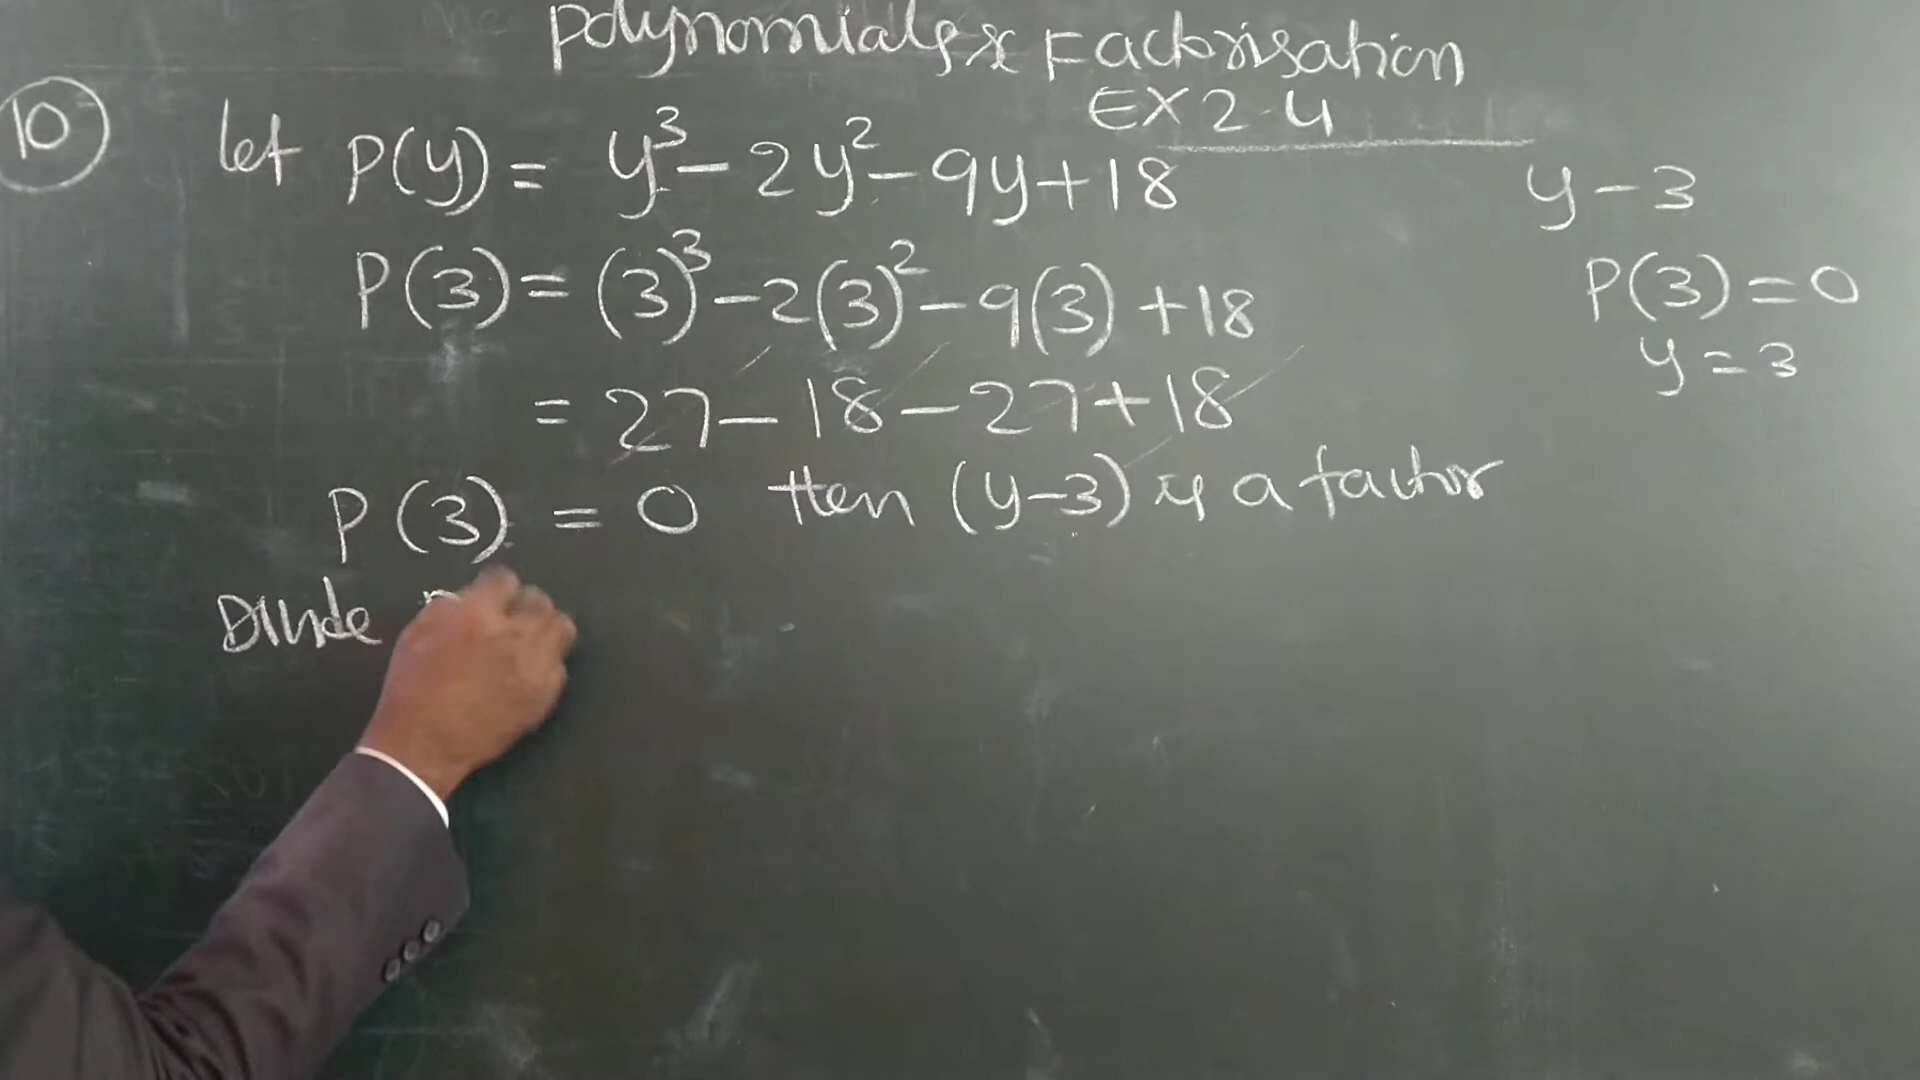 Polynomials & Factorisation
EX 2.4
10 let P(y) = y³ - 2y² - 9y + 18
y - 3
P(3) = (3)³ - 2(3)² - 9(3) + 18
P(3) = 0
y = 3
= 27 - 18 - 27 + 18
P(3) = 0 then (y-3) is a factor
Divide